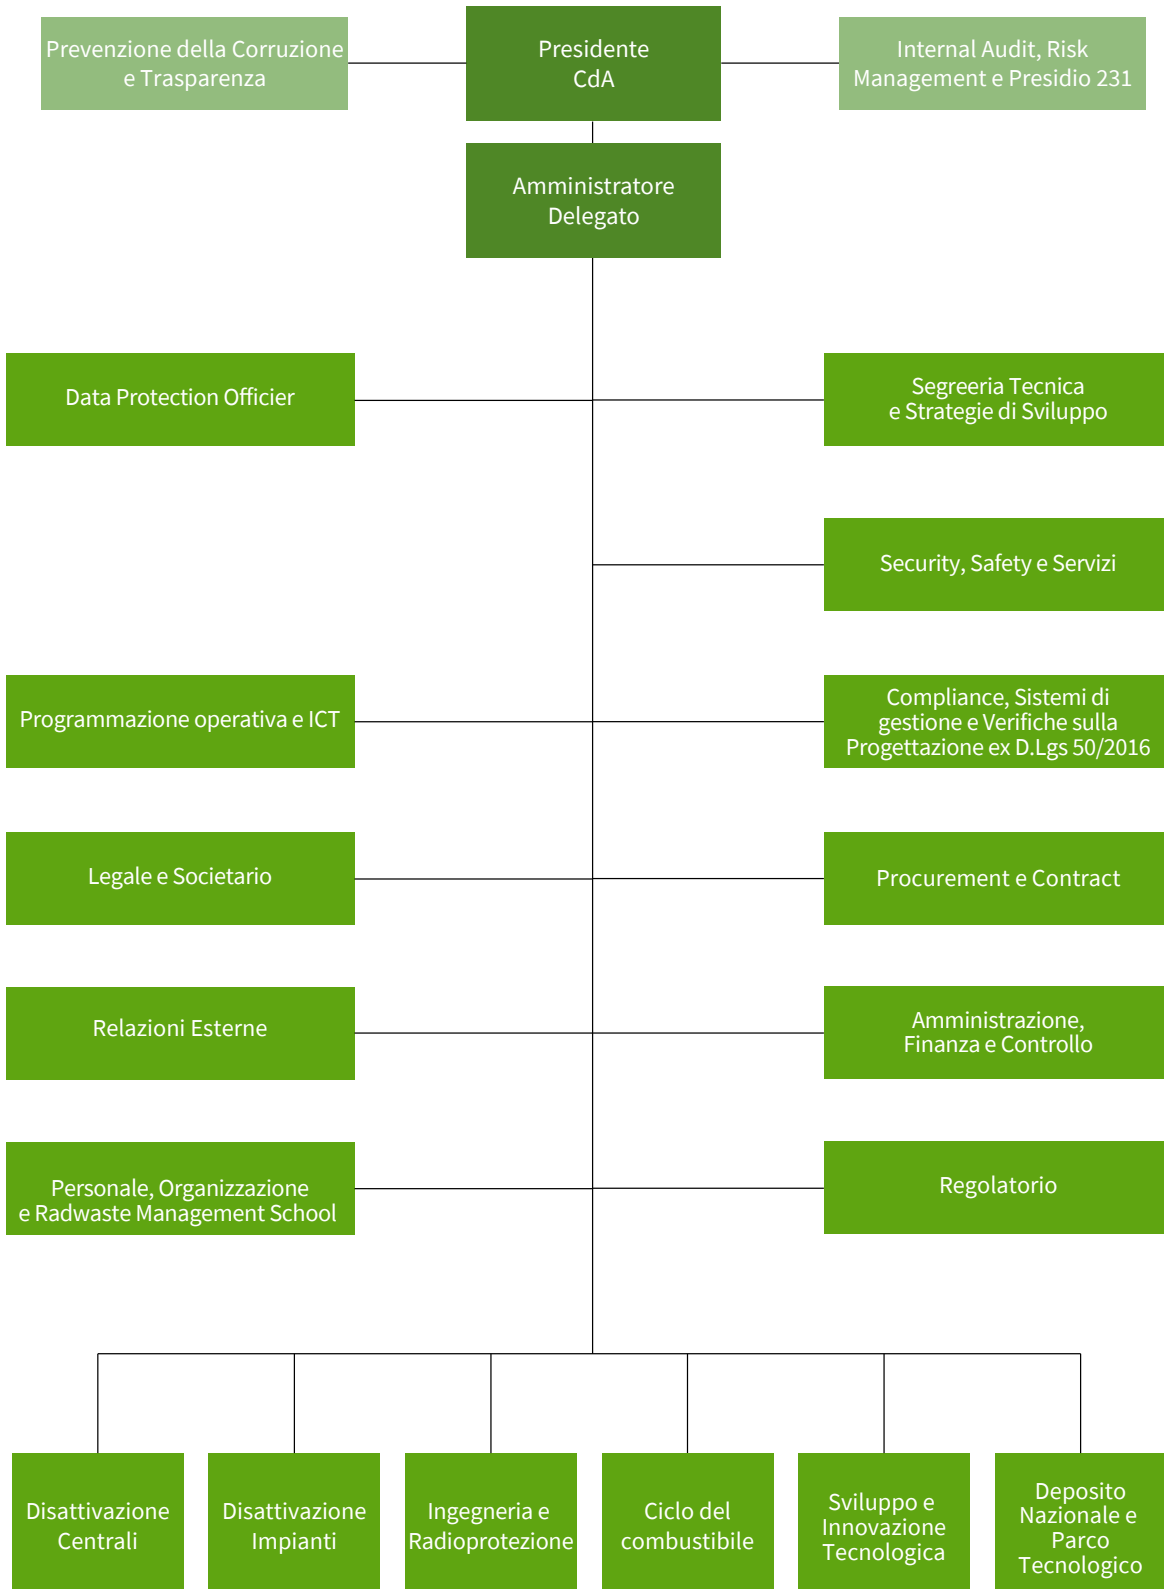 Prevenzione della Corruzione
e Trasparenza
Presidente
CdA
Internal Audit, Risk
Management e Presidio 231
Amministratore
Delegato
Data Protection Officier
Segreeria Tecnica
e Strategie di Sviluppo
Security, Safety e Servizi
Programmazione operativa e ICT
Compliance, Sistemi di
gestione e Verifiche sulla
Progettazione ex D.Lgs 50/2016
Legale e Societario
Procurement e Contract
Relazioni Esterne
Amministrazione,
Finanza e Controllo
Personale, Organizzazione
e Radwaste Management School
Regolatorio
Disattivazione
Centrali
Disattivazione
Impianti
Ingegneria e
Radioprotezione
Ciclo del
combustibile
Sviluppo e
Innovazione
Tecnologica
Deposito
Nazionale e
Parco
Tecnologico